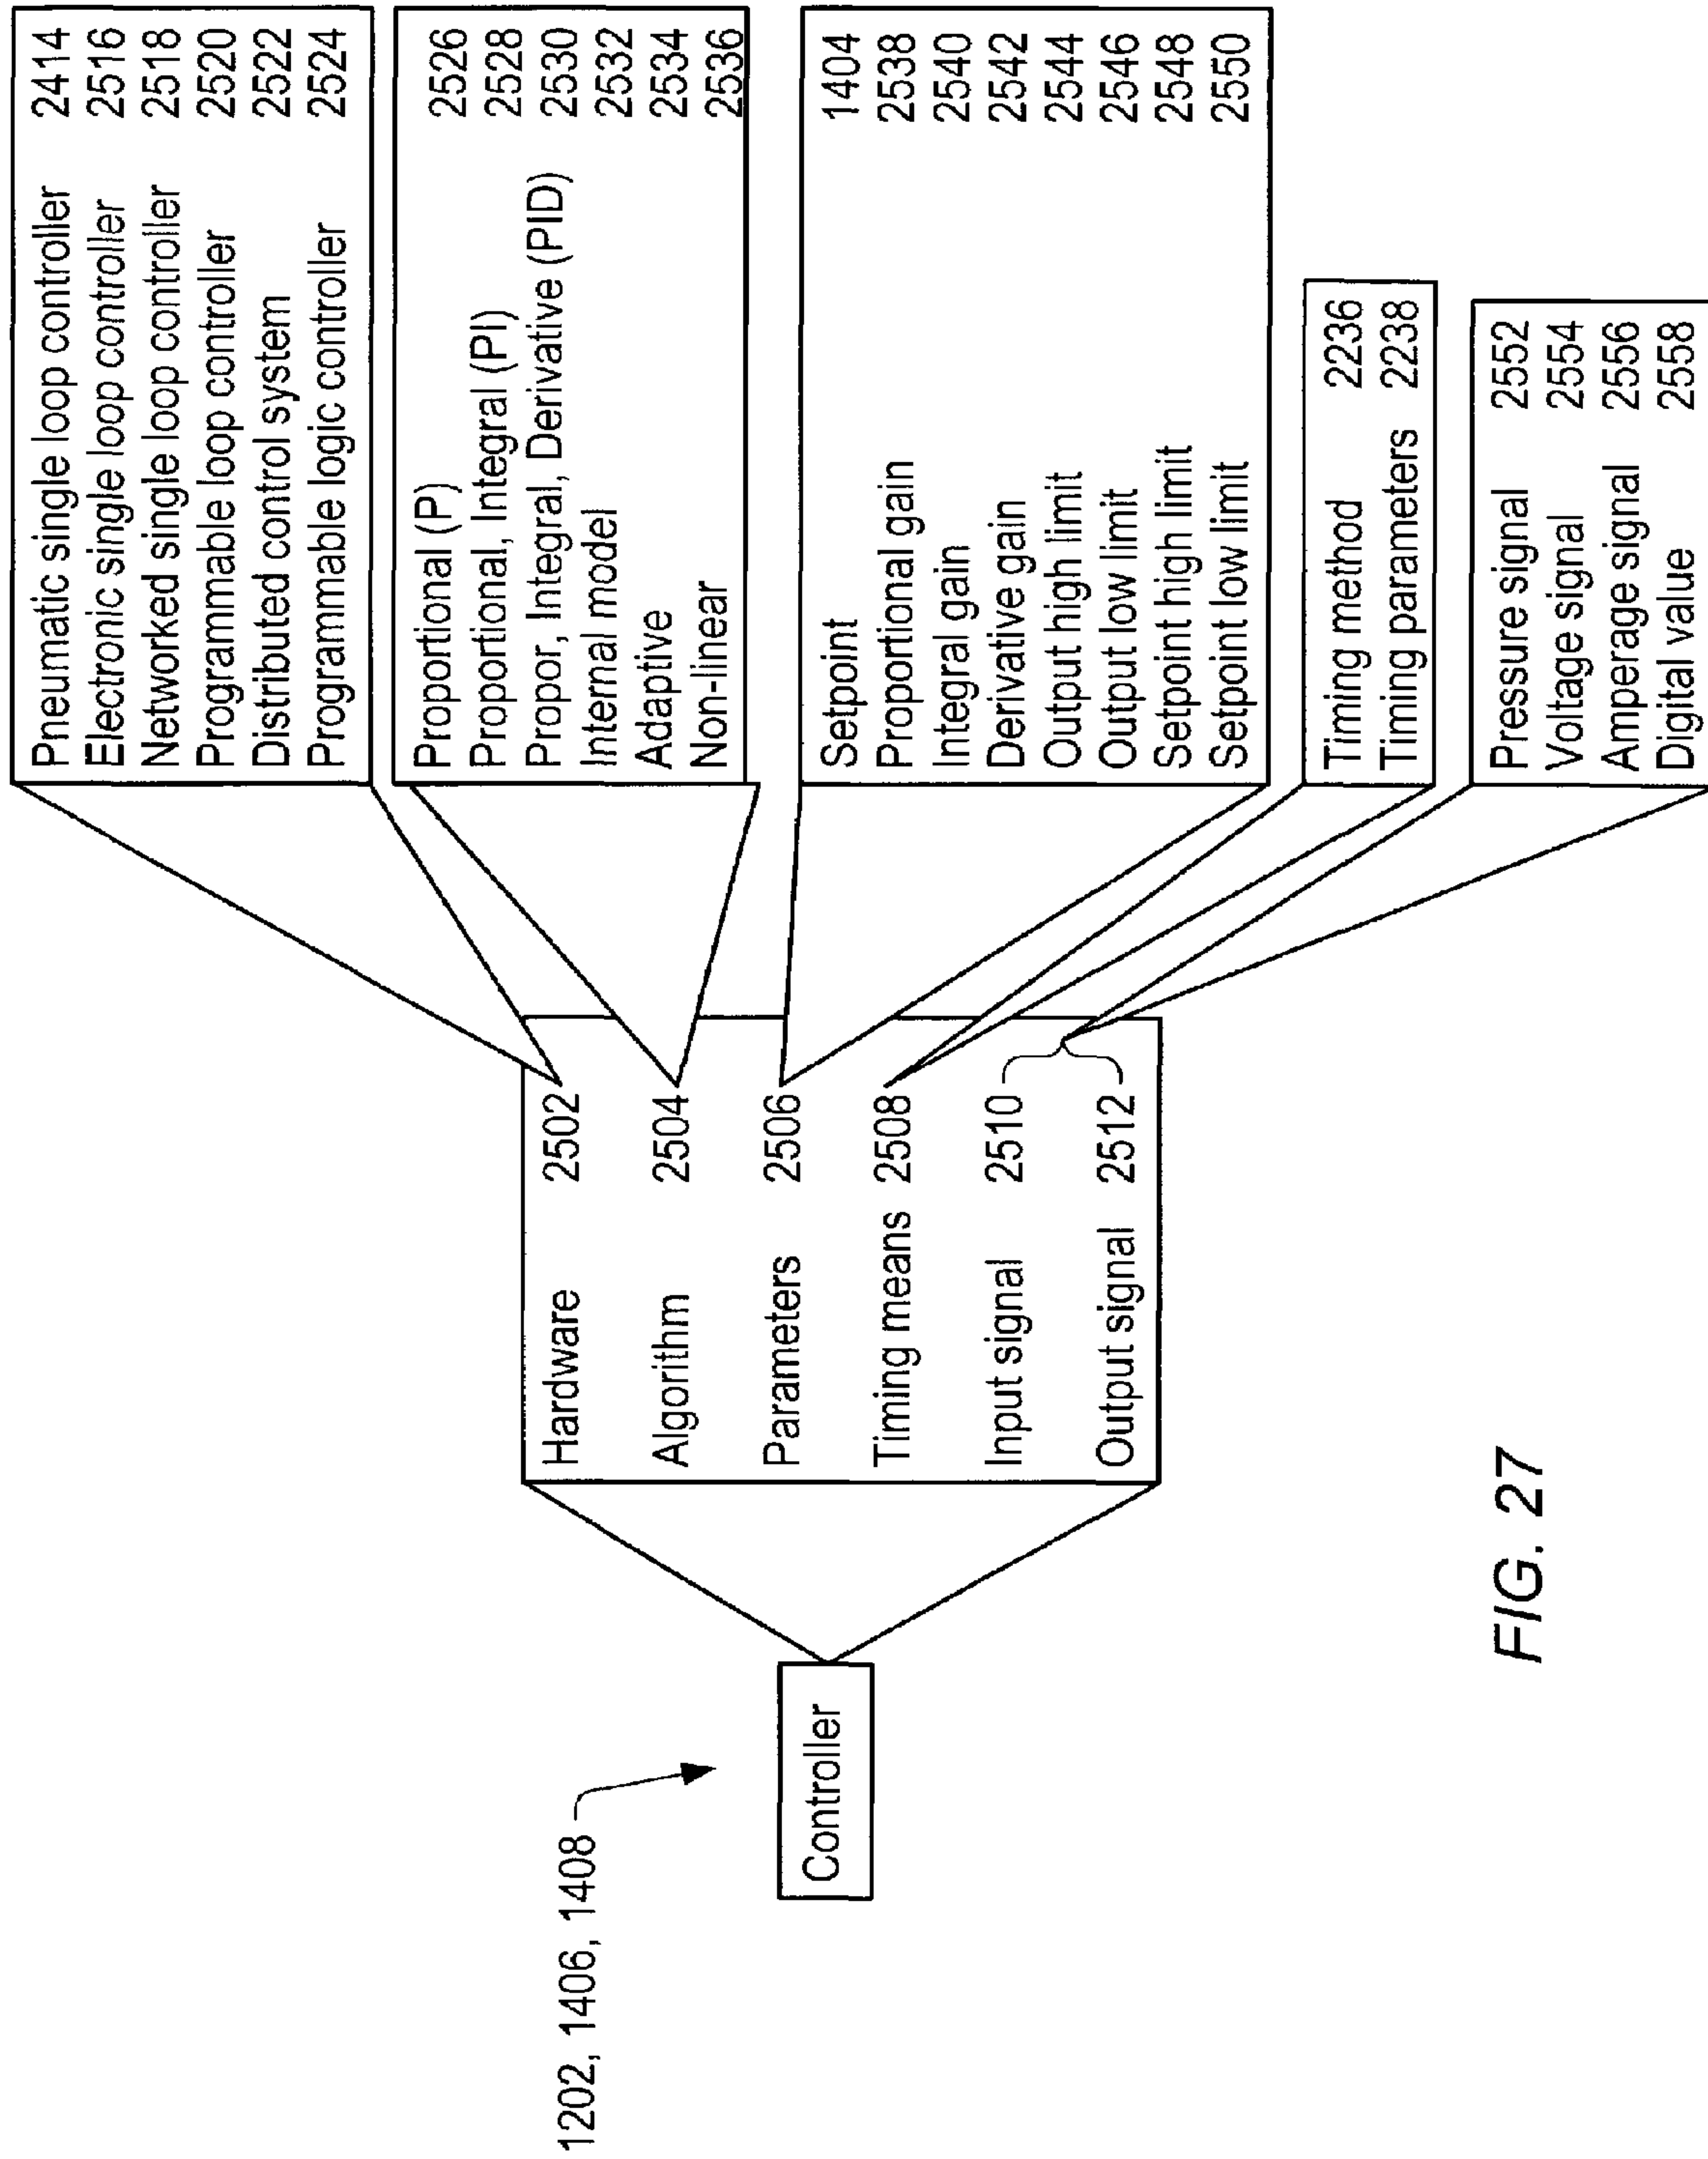 1202, 1406, 1408
Controller
Hardware 2502
Algorithm 2504
Parameters 2506
Timing means 2508
Input signal 2510
Output signal 2512
Pneumatic single loop controller 2414
Electronic single loop controller 2516
Networked single loop controller 2518
Programmable loop controller 2520
Distributed control system 2522
Programmable logic controller 2524
Proportional (P) 2526
Proportional, Integral (PI) 2528
Propor, Integral, Derivative (PID) 2530
Internal model 2532
Adaptive 2534
Non-linear 2536
Setpoint 1404
Proportional gain 2538
Integral gain 2540
Derivative gain 2542
Output high limit 2544
Output low limit 2546
Setpoint high limit 2548
Setpoint low limit 2550
Timing method 2236
Timing parameters 2238
Pressure signal 2552
Voltage signal 2554
Amperage signal 2556
Digital value 2558
FIG. 27